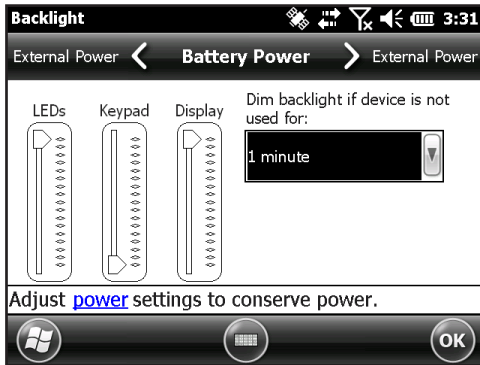 Backlight 3:31
External Power Battery Power External Power
LEDs Keypad Display
Dim backlight if device is not
used for:
1 minute
Adjust power settings to conserve power.
OK